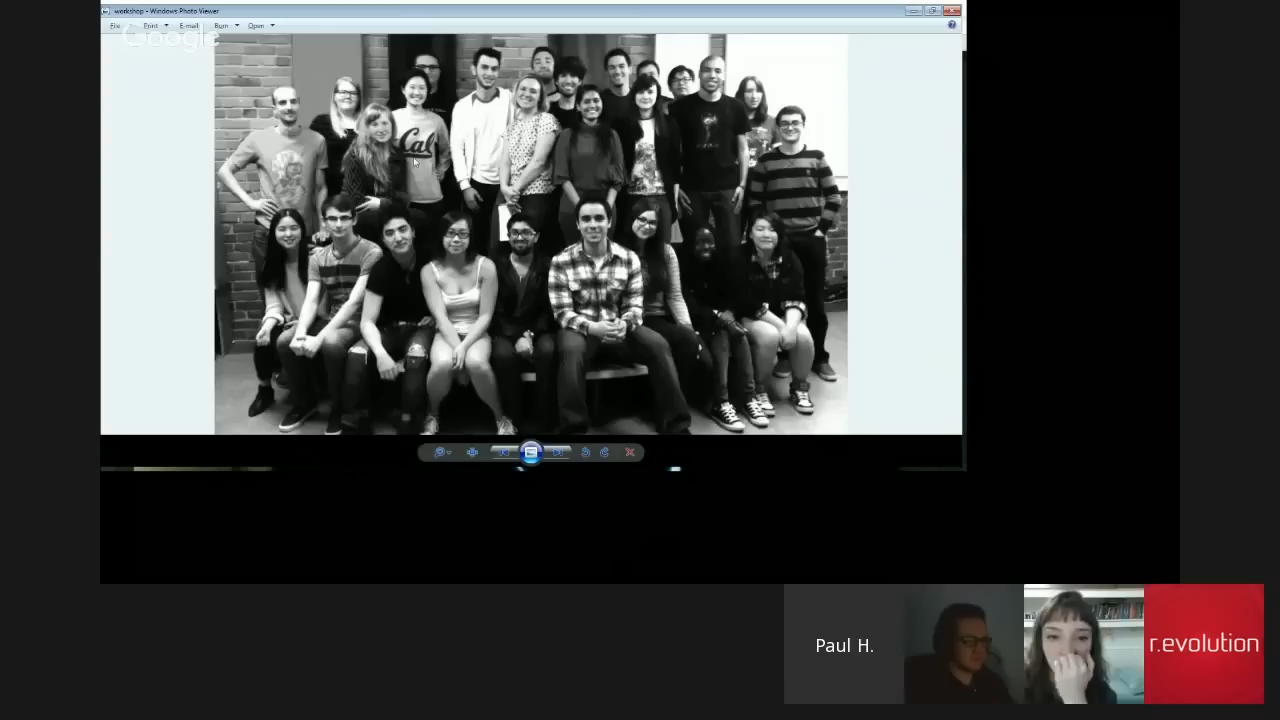 workshop - Windows Photo Viewer
File Print E-mail Burn Open
Google
Cal
Paul H.
r.evolution